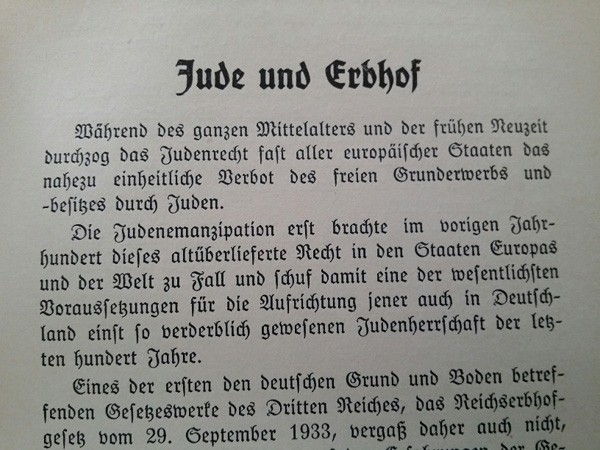 Jude und Erbhof
Während des ganzen Mittelalters und der frühen Neuzeit
durchzog das Judenrecht fast aller europäischer Staaten das
nahezu einheitliche Verbot des freien Grunderwerbs und
-besitzes durch Juden.
Die Judenemanzipation erst brachte im vorigen Jahr-
hundert dieses altüberlieferte Recht in den Staaten Europas
und der Welt zu Fall und schuf damit eine der wesentlichsten
Voraussetzungen für die Aufrichtung jener auch in Deutsch-
land einst so verderblich gewesenen Judenherrschaft der letz-
ten hundert Jahre.
Eines der ersten den deutschen Grund und Boden betref-
fenden Gesetzeswerke des Dritten Reiches, das Reichserbhof-
gesetz vom 29. September 1933, vergaß daher auch nicht,
der Ge-